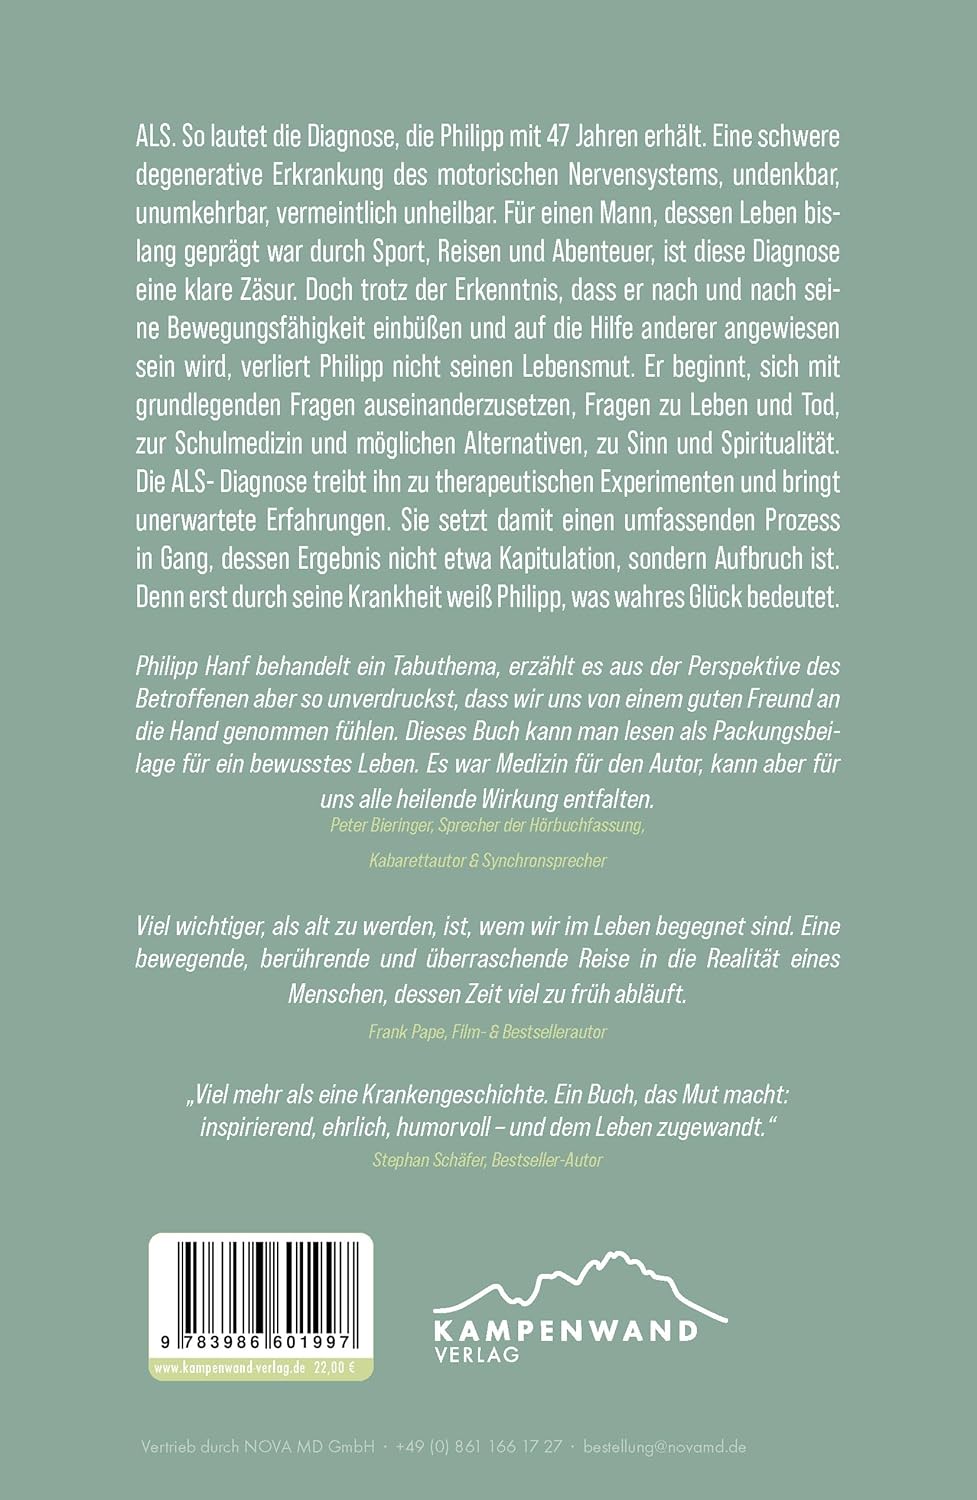 ALS. So lautet die Diagnose, die Philipp mit 47 Jahren erhält. Eine schwere
degenerative Erkrankung des motorischen Nervensystems, undenkbar,
unumkehrbar, vermeintlich unheilbar. Für einen Mann, dessen Leben bis-
lang geprägt war durch Sport, Reisen und Abenteuer, ist diese Diagnose
eine klare Zäsur. Doch trotz der Erkenntnis, dass er nach und nach sei-
ne Bewegungsfähigkeit einbüßen und auf die Hilfe anderer angewiesen
sein wird, verliert Philipp nicht seinen Lebensmut. Er beginnt, sich mit
grundlegenden Fragen auseinanderzusetzen, Fragen zu Leben und Tod,
zur Schulmedizin und möglichen Alternativen, zu Sinn und Spiritualität.
Die ALS- Diagnose treibt ihn zu therapeutischen Experimenten und bringt
unerwartete Erfahrungen. Sie setzt damit einen umfassenden Prozess
in Gang, dessen Ergebnis nicht etwa Kapitulation, sondern Aufbruch ist.
Denn erst durch seine Krankheit weiß Philipp, was wahres Glück bedeutet.
Philipp Hanf behandelt ein Tabuthema, erzählt es aus der Perspektive des
Betroffenen aber so unverdruckst, dass wir uns von einem guten Freund an
die Hand genommen fühlen. Dieses Buch kann man lesen als Packungsbei-
lage für ein bewusstes Leben. Es war Medizin für den Autor, kann aber für
uns alle heilende Wirkung entfalten.
Peter Bieringer, Sprecher der Hörbuchfassung,
Kabarettautor & Synchronsprecher
Viel wichtiger, als alt zu werden, ist, wem wir im Leben begegnet sind. Eine
bewegende, berührende und überraschende Reise in die Realität eines
Menschen, dessen Zeit viel zu früh abläuft.
Frank Pape, Film- & Bestsellerautor
„Viel mehr als eine Krankengeschichte. Ein Buch, das Mut macht:
inspirierend, ehrlich, humorvoll – und dem Leben zugewandt.“
Stephan Schäfer, Bestseller-Autor
9 783986 601997
www.kampenwand-verlag.de 22,00 €
KAMPENWAND
VERLAG
Vertrieb durch NOVA MD GmbH · +49 (0) 861 166 17 27 · bestellung@novamd.de